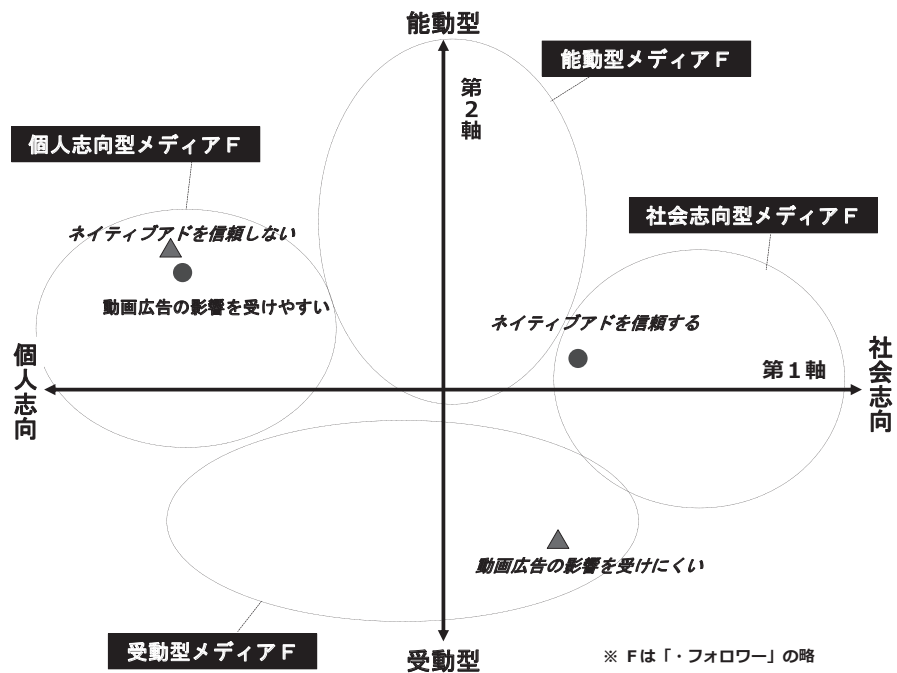 能動型
能動型メディアF
第2軸
個人志向型メディアF
社会志向型メディアF
ネイティブアドを信頼しない
動画広告の影響を受けやすい
ネイティブアドを信頼する
個人志向
第1軸
社会志向
動画広告の影響を受けにくい
受動型メディアF
受動型
※ Fは「・フォロワー」の略